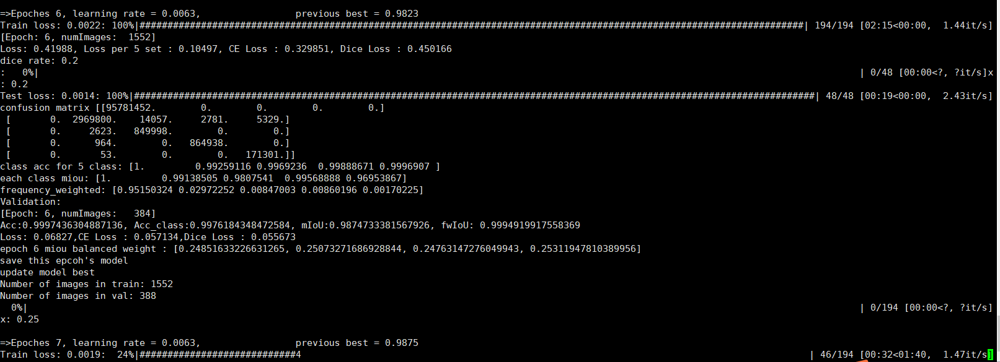 =>Epoches 6, learning rate = 0.0063,                 previous best = 0.9823
Train loss: 0.0022: 100%|#######################################################################################################################| 194/194 [02:15<00:00,  1.44it/s]
[Epoch: 6, numImages:  1552]
Loss: 0.41988, Loss per 5 set : 0.10497, CE Loss : 0.329851, Dice Loss : 0.450166
dice rate: 0.2
:   0%|                                                                                                                                                   | 0/48 [00:00<?, ?it/s]x
: 0.2
Test loss: 0.0014: 100%|##########################################################################################################################| 48/48 [00:19<00:00,  2.43it/s]
confusion matrix [[95781452.        0.        0.        0.        0.]
 [       0.  2969800.    14057.     2781.     5329.]
 [       0.     2623.   849998.        0.        0.]
 [       0.      964.        0.   864938.        0.]
 [       0.       53.        0.        0.   171301.]]
class acc for 5 class: [1.         0.99259116 0.9969236  0.99888671 0.9996907 ]
each class miou: [1.         0.99138505 0.9807541  0.99568888 0.96953867]
frequency_weighted: [0.95150324 0.02972252 0.00847003 0.00860196 0.00170225]
Validation:
[Epoch: 6, numImages:   384]
Acc:0.9997436304887136, Acc_class:0.9976184348472584, mIoU:0.9874733381567926, fwIoU: 0.9994919917558369
Loss: 0.06827,CE Loss : 0.057134,Dice Loss : 0.055673
epoch 6 miou balanced weight : [0.24851633226631265, 0.25073271686928844, 0.24763147276049943, 0.25311947810389956]
save this epcoh's model
update model best
Number of images in train: 1552
Number of images in val: 388
  0%|                                                                                                                                                     | 0/194 [00:00<?, ?it/s]
x: 0.25
=>Epoches 7, learning rate = 0.0063,                 previous best = 0.9875
Train loss: 0.0019:  24%|############################4                                                                                           | 46/194 [00:32<01:40,  1.47it/s]